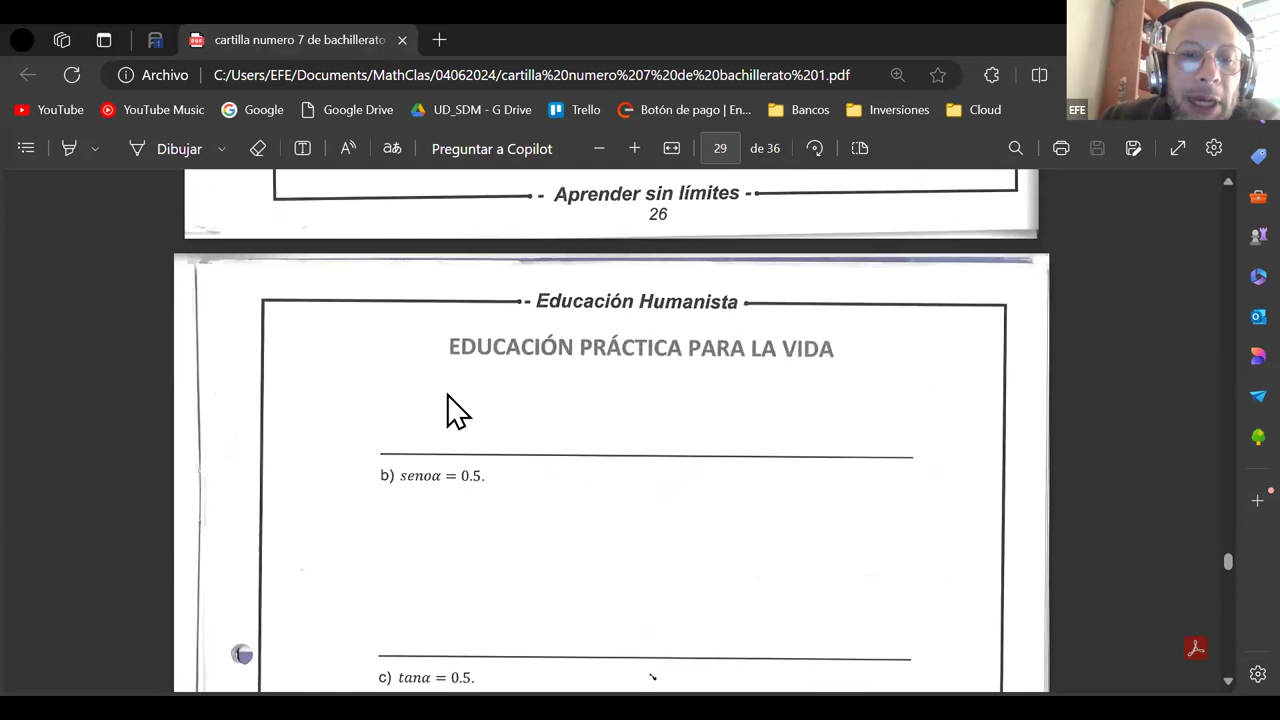 cartilla numero 7 de bachillerato
Archivo C:/Users/EFE/Documents/MathClas/04062024/cartilla%20numero%207%20de%20bachillerato%201.pdf
YouTube YouTube Music Google Google Drive UD_SDM - G Drive Trello Botón de pago | En... Bancos Inversiones Cloud
EFE
Dibujar aあ Preguntar a Copilot 29 de 36
- Aprender sin límites -
26
- Educación Humanista
EDUCACIÓN PRÁCTICA PARA LA VIDA
b) senoα = 0.5.
c) tanα = 0.5.